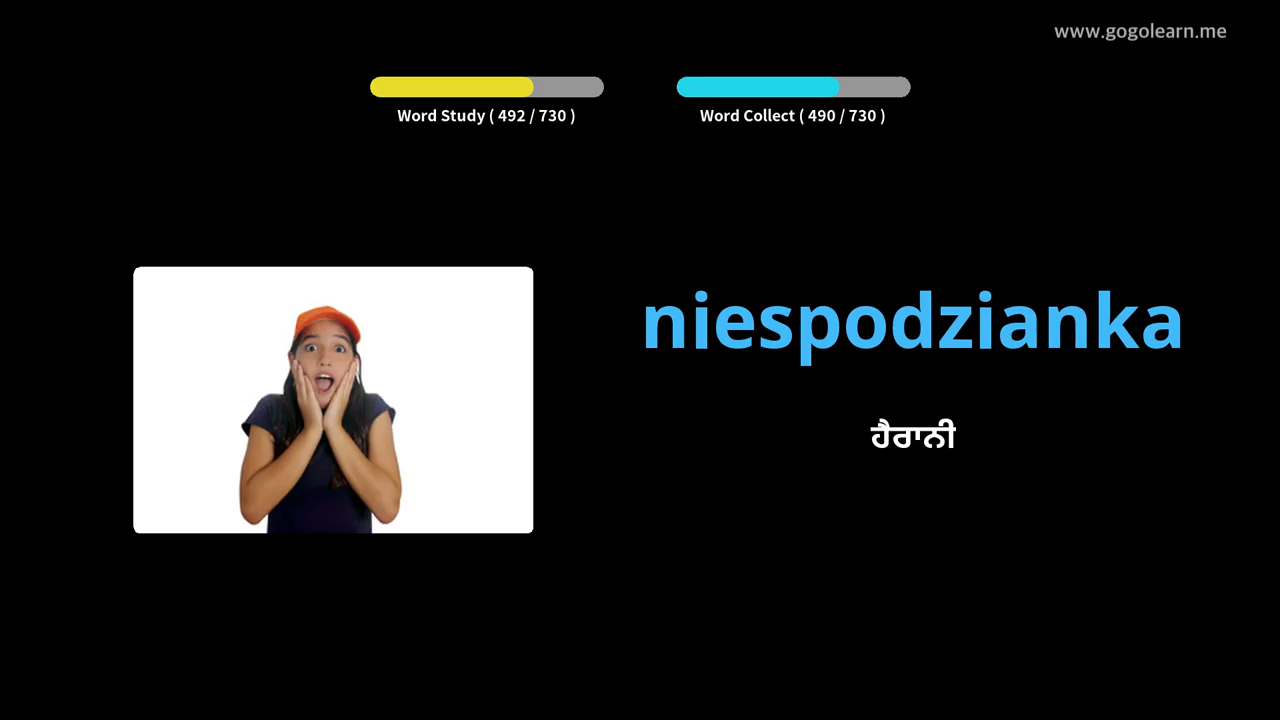 www.gogolearn.me
Word Study ( 492 / 730 )
Word Collect ( 490 / 730 )
niespodzianka
ਹੈਰਾਨੀ